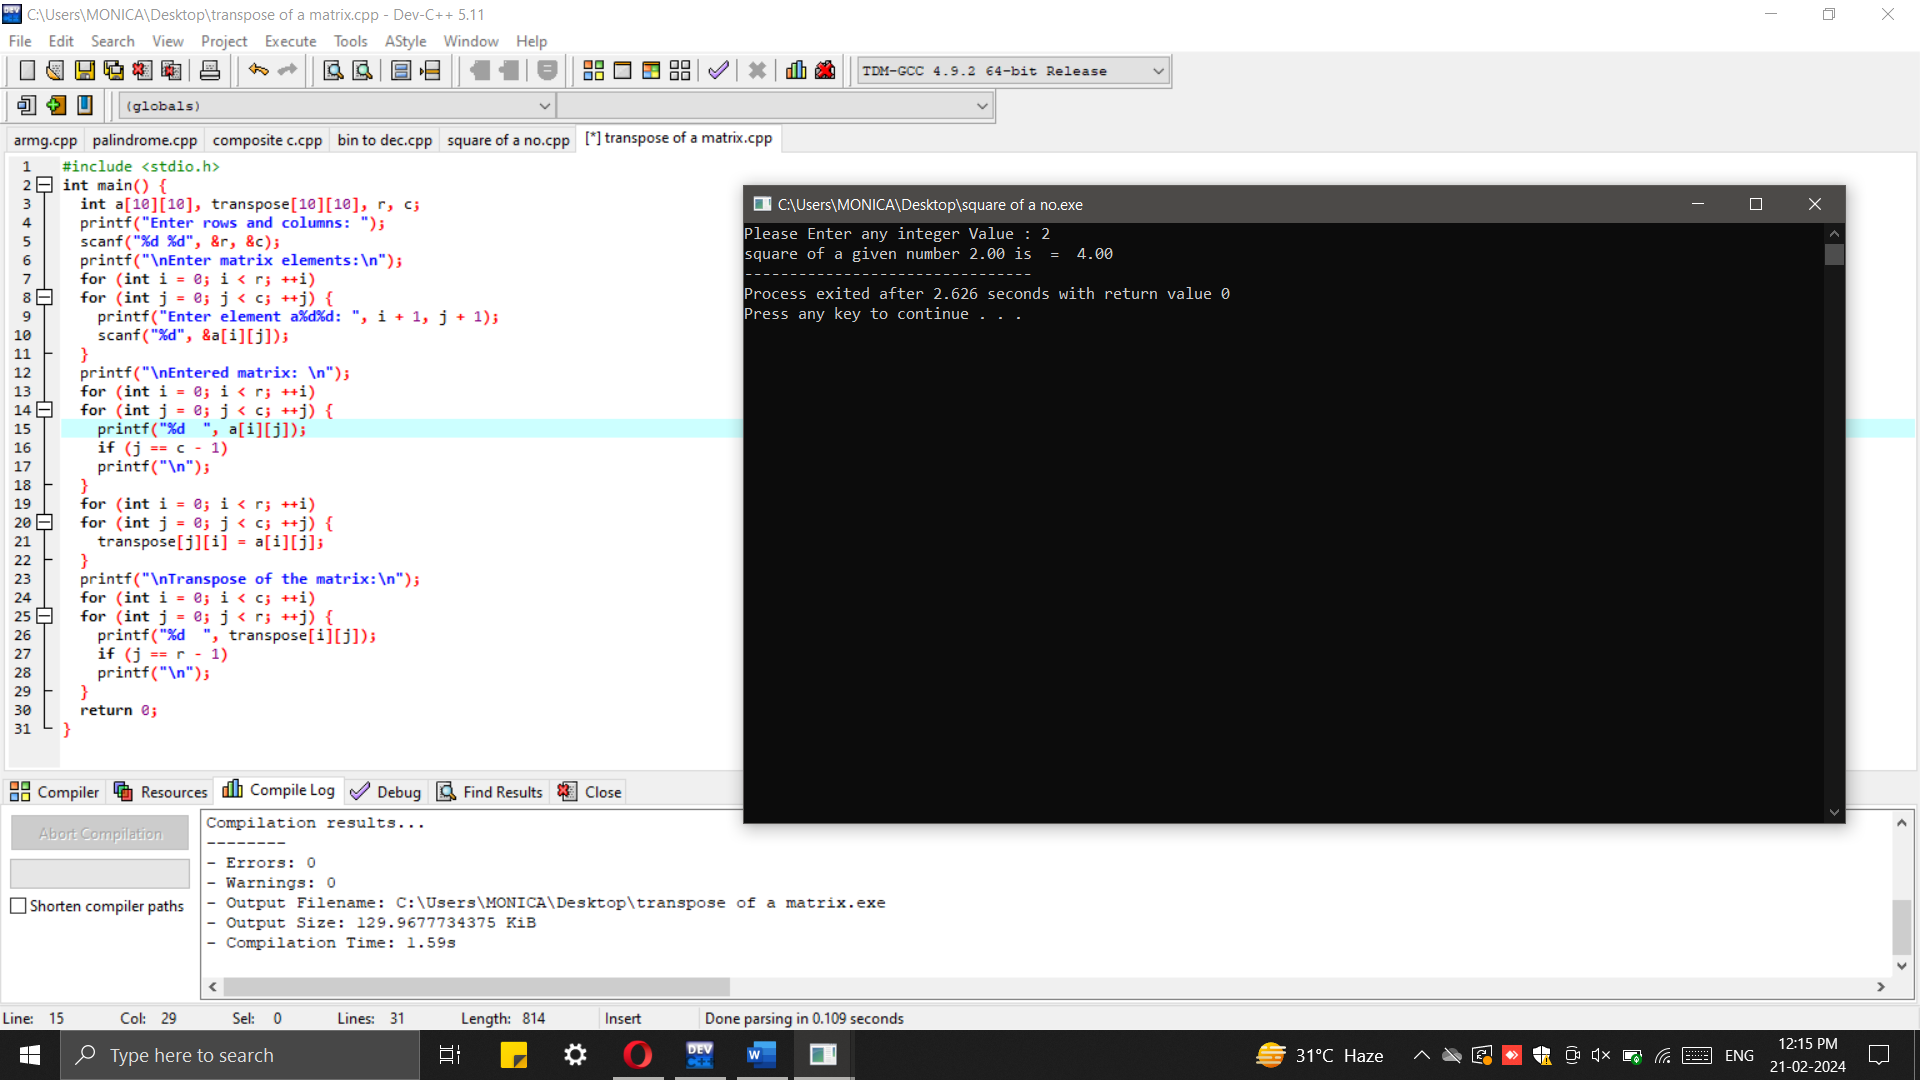 C:\Users\MONICA\Desktop\transpose of a matrix.cpp - Dev-C++ 5.11
File Edit Search View Project Execute Tools AStyle Window Help
TDM-GCC 4.9.2 64-bit Release
(globals)
armg.cpp palindrome.cpp composite c.cpp bin to dec.cpp square of a no.cpp [*] transpose of a matrix.cpp
1 #include <stdio.h>
2 int main() {
3 int a[10][10], transpose[10][10], r, c;
4 printf("Enter rows and columns: ");
5 scanf("%d %d", &r, &c);
6 printf("\nEnter matrix elements:\n");
7 for (int i = 0; i < r; ++i)
8 for (int j = 0; j < c; ++j) {
9 printf("Enter element a%d%d: ", i + 1, j + 1);
10 scanf("%d", &a[i][j]);
11 }
12 printf("\nEntered matrix: \n");
13 for (int i = 0; i < r; ++i)
14 for (int j = 0; j < c; ++j) {
15 printf("%d  ", a[i][j]);
16 if (j == c - 1)
17 printf("\n");
18 }
19 for (int i = 0; i < r; ++i)
20 for (int j = 0; j < c; ++j) {
21 transpose[j][i] = a[i][j];
22 }
23 printf("\nTranspose of the matrix:\n");
24 for (int i = 0; i < c; ++i)
25 for (int j = 0; j < r; ++j) {
26 printf("%d  ", transpose[i][j]);
27 if (j == r - 1)
28 printf("\n");
29 }
30 return 0;
31 }
C:\Users\MONICA\Desktop\square of a no.exe
Please Enter any integer Value : 2
square of a given number 2.00 is  =  4.00
--------------------------------
Process exited after 2.626 seconds with return value 0
Press any key to continue . . .
Compiler Resources Compile Log Debug Find Results Close
Abort Compilation
Shorten compiler paths
Compilation results...
--------
- Errors: 0
- Warnings: 0
- Output Filename: C:\Users\MONICA\Desktop\transpose of a matrix.exe
- Output Size: 129.9677734375 KiB
- Compilation Time: 1.59s
Line: 15 Col: 29 Sel: 0 Lines: 31 Length: 814 Insert Done parsing in 0.109 seconds
Type here to search
DEV
W
31°C Haze
ENG
12:15 PM
21-02-2024